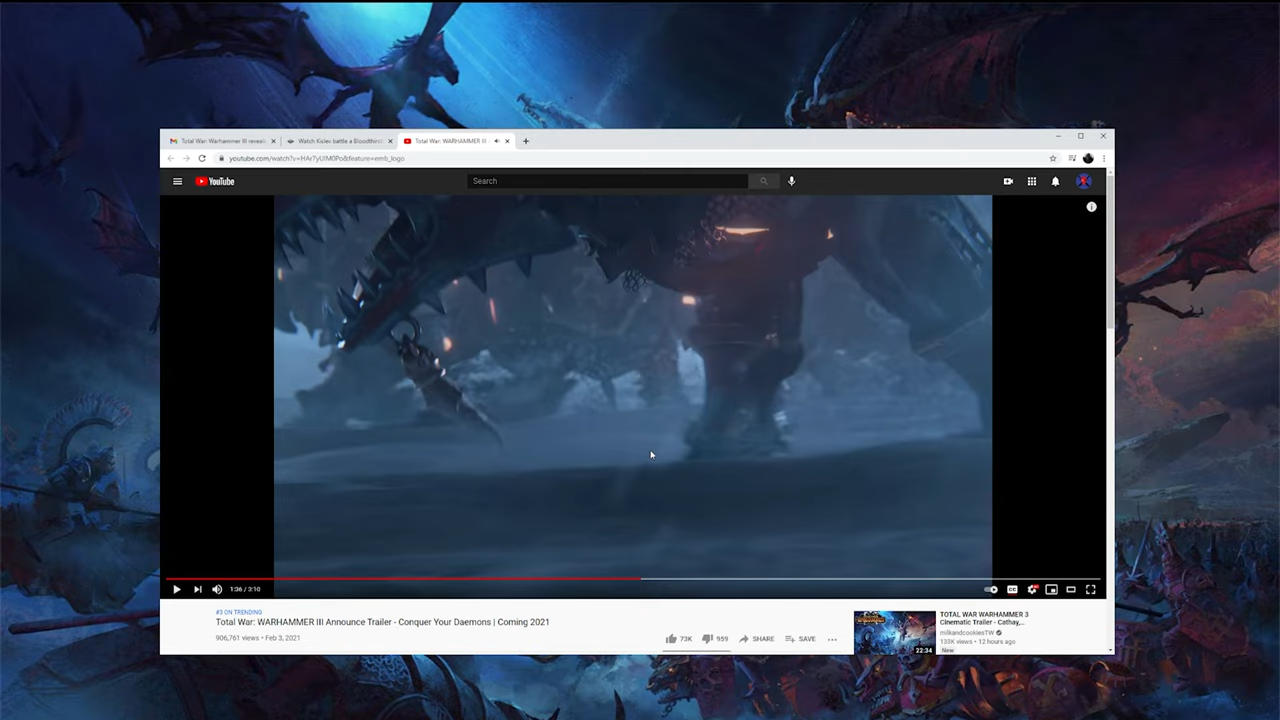 Total War: Warhammer III reveal
Watch Kislev battle a Bloodthirst
Total War: WARHAMMER III
youtube.com/watch?v=HAr7yUlM0Po&feature=emb_logo
YouTube
Search
1:36 / 3:10
#3 ON TRENDING
Total War: WARHAMMER III Announce Trailer - Conquer Your Daemons | Coming 2021
906,761 views • Feb 3, 2021
73K
959
SHARE
SAVE
TOTAL WAR WARHAMMER 3
Cinematic Trailer - Cathay,...
milkandcookiesTW
133K views • 12 hours ago
New
22:34